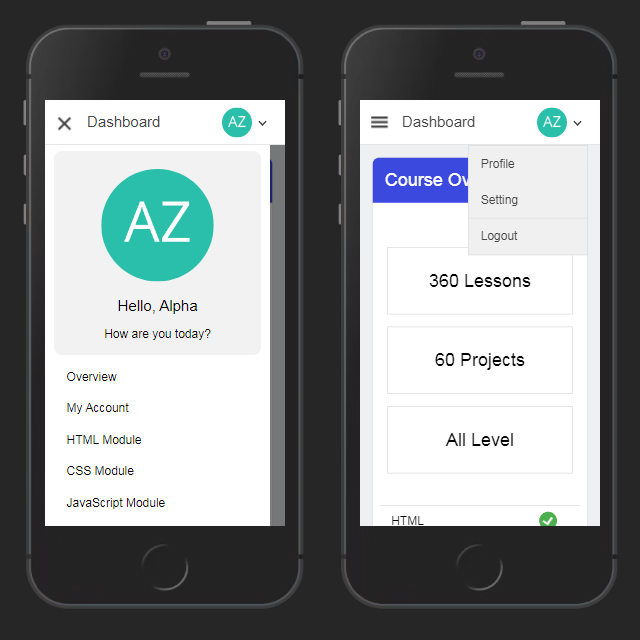 Dashboard
AZ
AZ
Hello, Alpha
How are you today?
Overview
My Account
HTML Module
CSS Module
JavaScript Module
Dashboard
AZ
Profile
Setting
Logout
Course Ov
360 Lessons
60 Projects
All Level
HTML